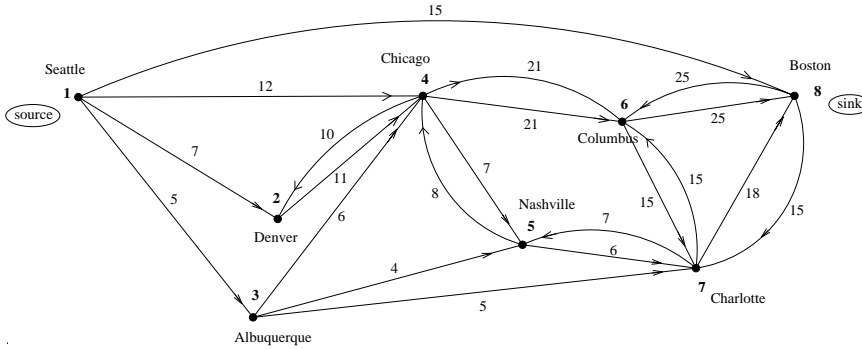 15
Seattle
Chicago
Boston
1
12
4
21
25
8
source
6
sink
10
21
Columbus
25
7
11
7
2
8
15
18
5
6
Nashville
15
15
Denver
5
7
6
4
3
5
7
Charlotte
Albuquerque